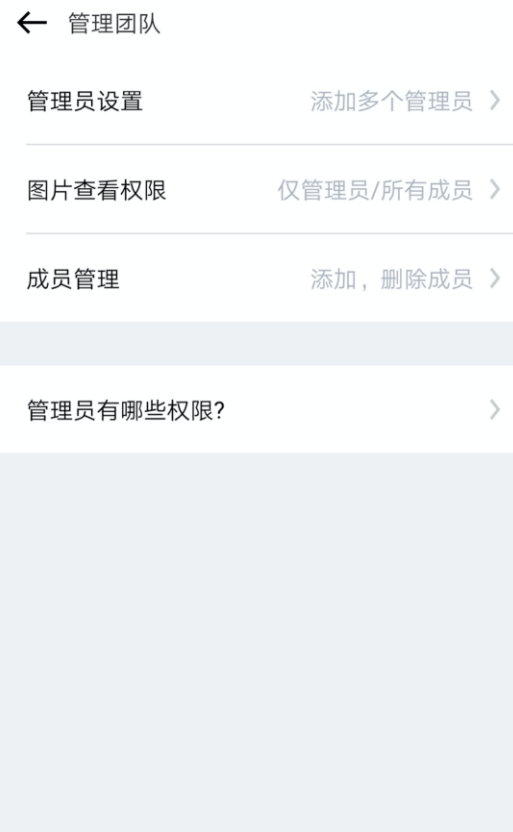 管理团队
管理员设置 添加多个管理员
图片查看权限 仅管理员/所有成员
成员管理 添加，删除成员
管理员有哪些权限?